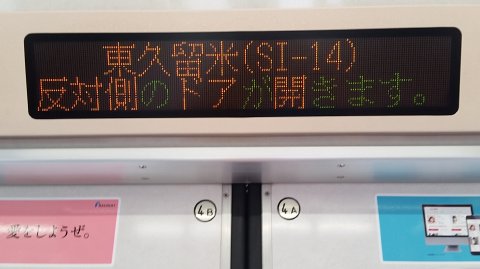 東久留米(SI-14)
反対側のドアが開きます。
4B
4A
愛をしようぜ。